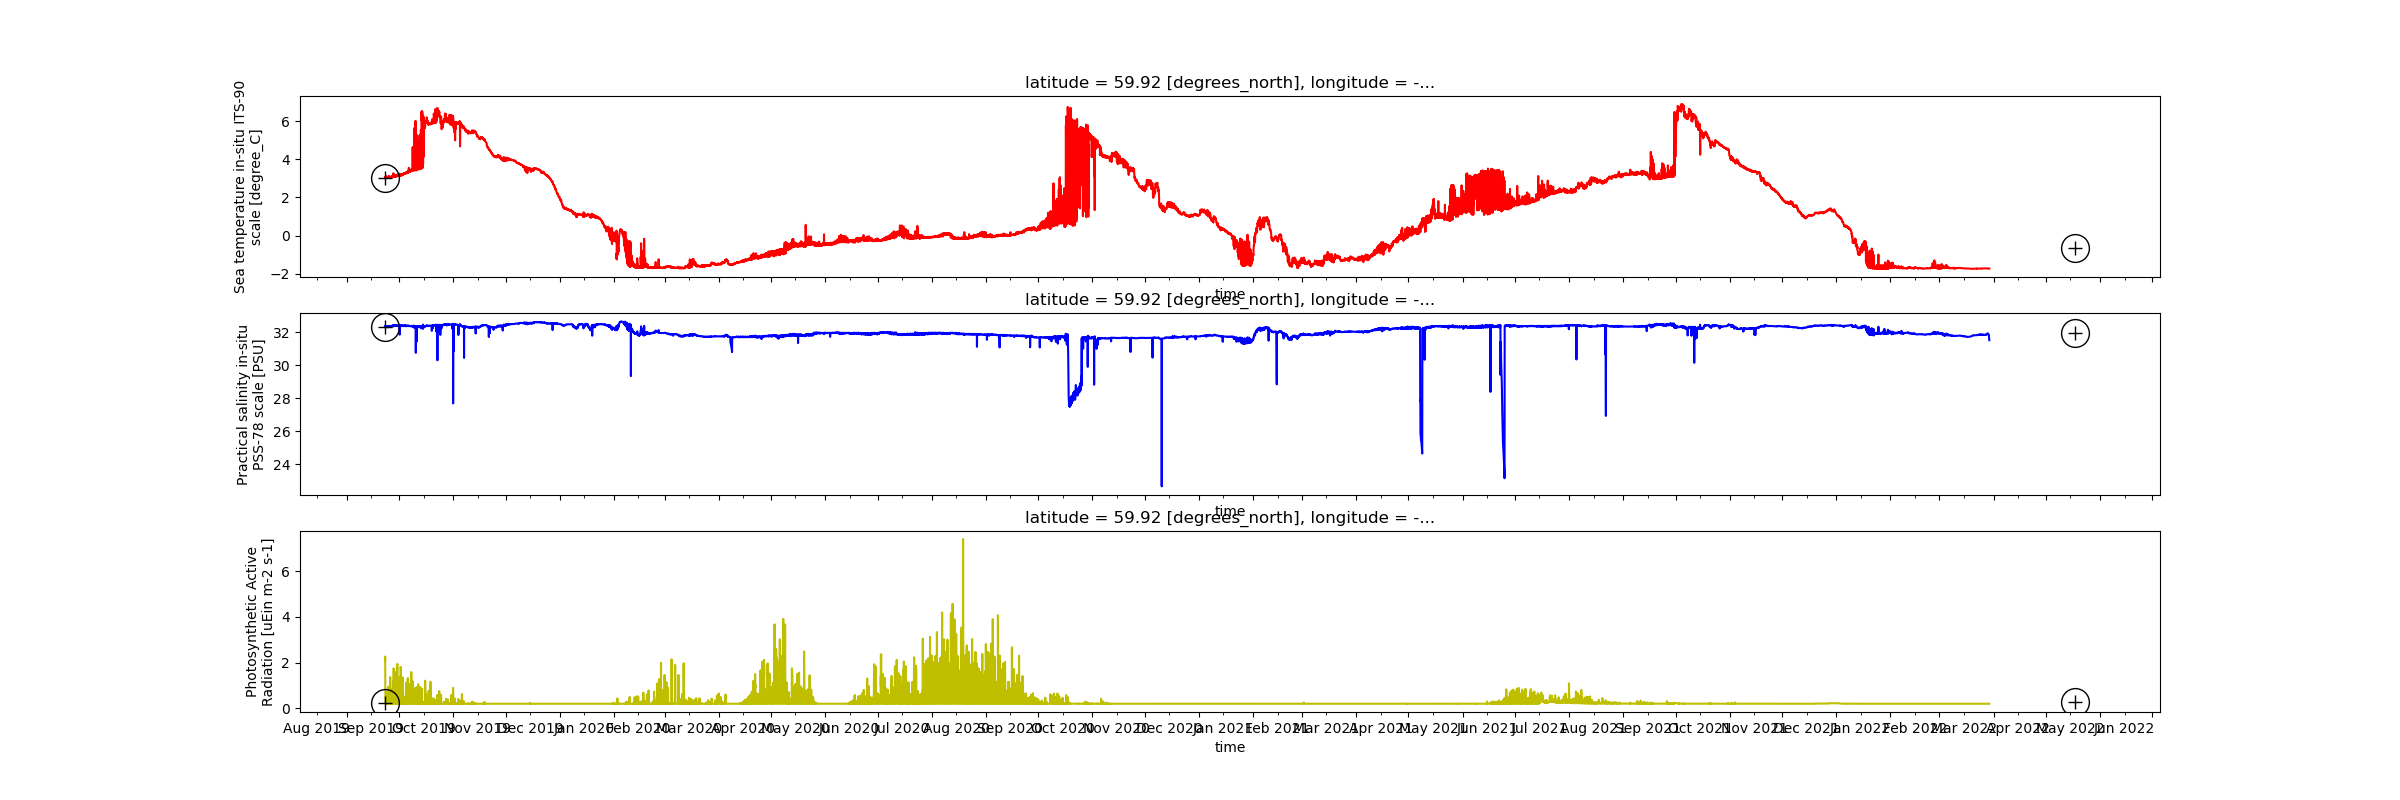 latitude = 59.92 [degrees_north], longitude = -...
Sea temperature in-situ ITS-90
scale [degree_C]
6
4
2
0
−2
time
latitude = 59.92 [degrees_north], longitude = -...
Practical salinity in-situ
PSS-78 scale [PSU]
32
30
28
26
24
time
latitude = 59.92 [degrees_north], longitude = -...
Photosynthetic Active
Radiation [uEin m-2 s-1]
6
4
2
0
Aug 2019 Sep 2019 Oct 2019 Nov 2019 Dec 2019 Jan 2020 Feb 2020 Mar 2020 Apr 2020 May 2020 Jun 2020 Jul 2020 Aug 2020 Sep 2020 Oct 2020 Nov 2020 Dec 2020 Jan 2021 Feb 2021 Mar 2021 Apr 2021 May 2021 Jun 2021 Jul 2021 Aug 2021 Sep 2021 Oct 2021 Nov 2021 Dec 2021 Jan 2022 Feb 2022 Mar 2022 Apr 2022 May 2022 Jun 2022
time